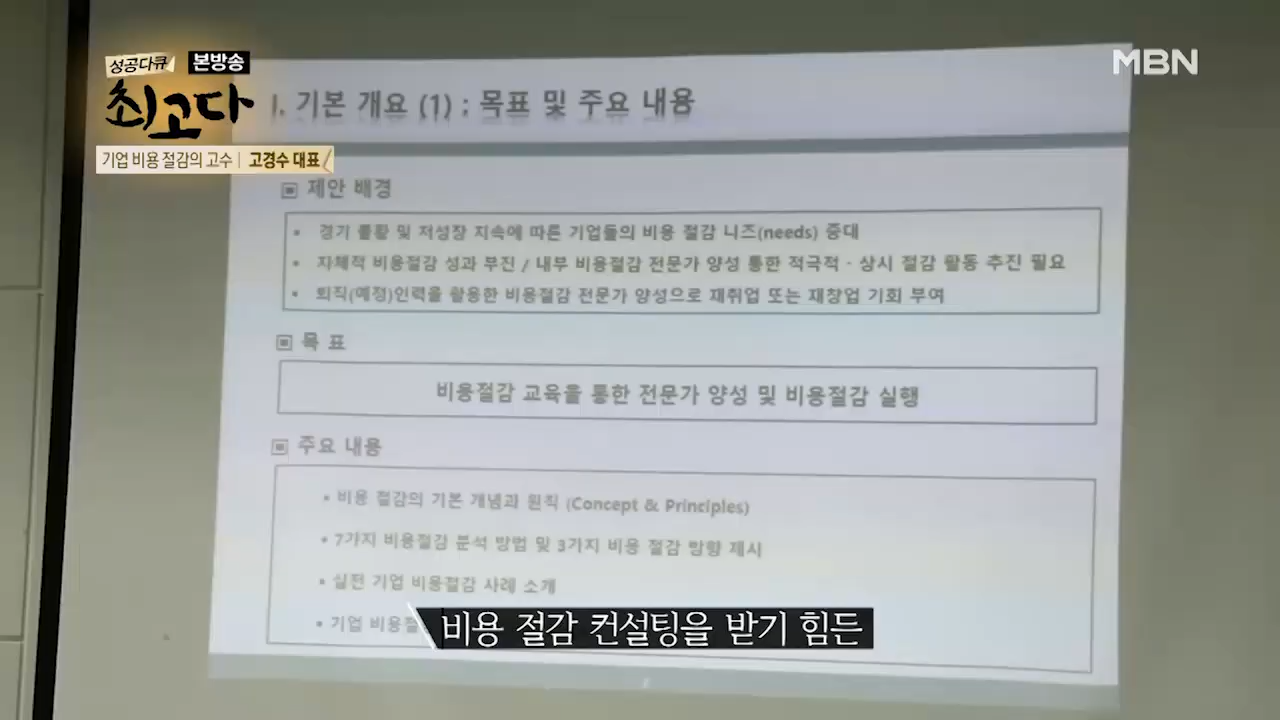 성공다큐 본방송
최고다
기업 비용 절감의 고수 | 고경수 대표
MBN
I. 기본 개요 (1) : 목표 및 주요 내용
▣ 제안 배경
• 경기 불황 및 저성장 지속에 따른 기업들의 비용 절감 니즈(needs) 증대
• 자체적 비용절감 성과 부진 / 내부 비용절감 전문가 양성 통한 적극적 · 상시 절감 활동 추진 필요
• 퇴직(예정)인력을 활용한 비용절감 전문가 양성으로 재취업 또는 재창업 기회 부여
▣ 목 표
비용절감 교육을 통한 전문가 양성 및 비용절감 실행
▣ 주요 내용
• 비용 절감의 기본 개념과 원칙 (Concept & Principles)
• 7가지 비용절감 분석 방법 및 3가지 비용 절감 방향 제시
• 실전 기업 비용절감 사례 소개
• 기업 비용절
비용 절감 컨설팅을 받기 힘든